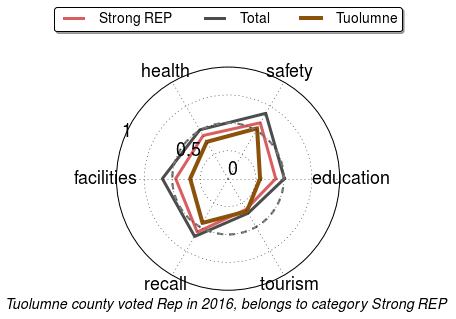 Strong REP Total Tuolumne
health safety
1
0.5
0
facilities education
recall tourism
Tuolumne county voted Rep in 2016, belongs to category Strong REP